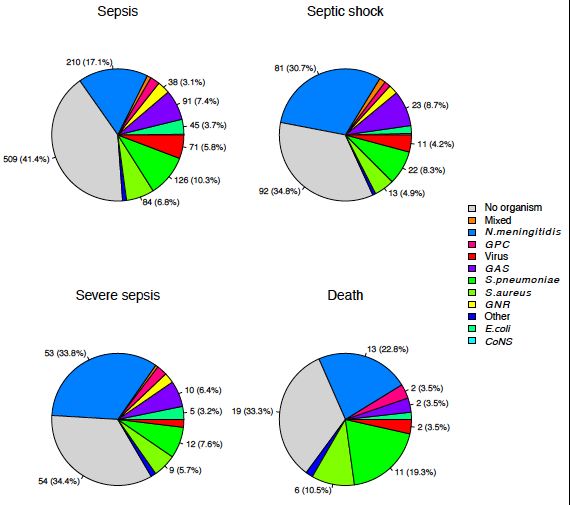 Sepsis
210 (17.1%)
38 (3.1%)
91 (7.4%)
45 (3.7%)
71 (5.8%)
126 (10.3%)
84 (6.8%)
509 (41.4%)
Septic shock
81 (30.7%)
23 (8.7%)
11 (4.2%)
22 (8.3%)
13 (4.9%)
92 (34.8%)
No organism
Mixed
N.meningitidis
GPC
Virus
GAS
S.pneumoniae
S.aureus
GNR
Other
E.coli
CoNS
Severe sepsis
53 (33.8%)
10 (6.4%)
5 (3.2%)
12 (7.6%)
9 (5.7%)
54 (34.4%)
Death
13 (22.8%)
2 (3.5%)
2 (3.5%)
2 (3.5%)
11 (19.3%)
6 (10.5%)
19 (33.3%)